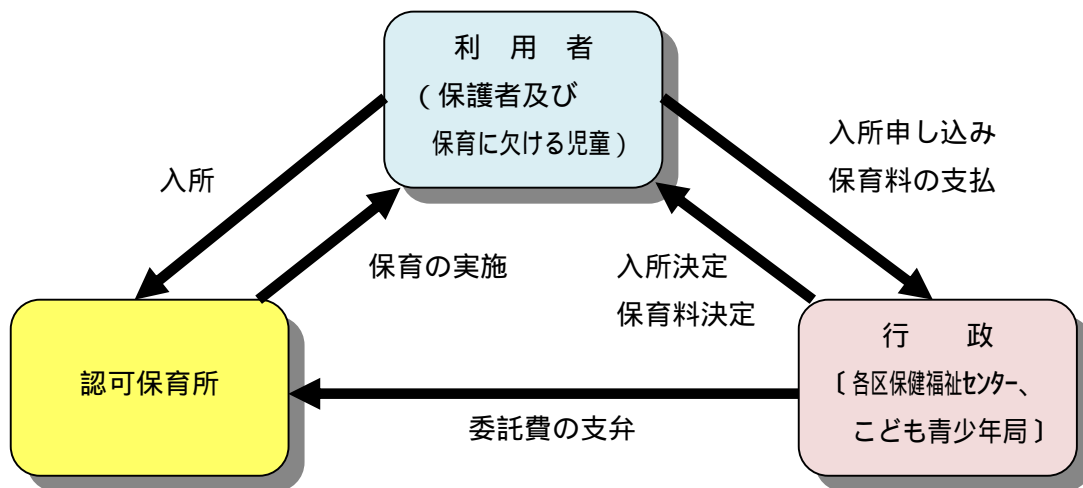 利 用 者
(保護者及び
保育に欠ける児童)
入所
入所申し込み
保育料の支払
保育の実施
入所決定
保育料決定
認可保育所
行 政
〔各区保健福祉センター、
こども青少年局〕
委託費の支弁